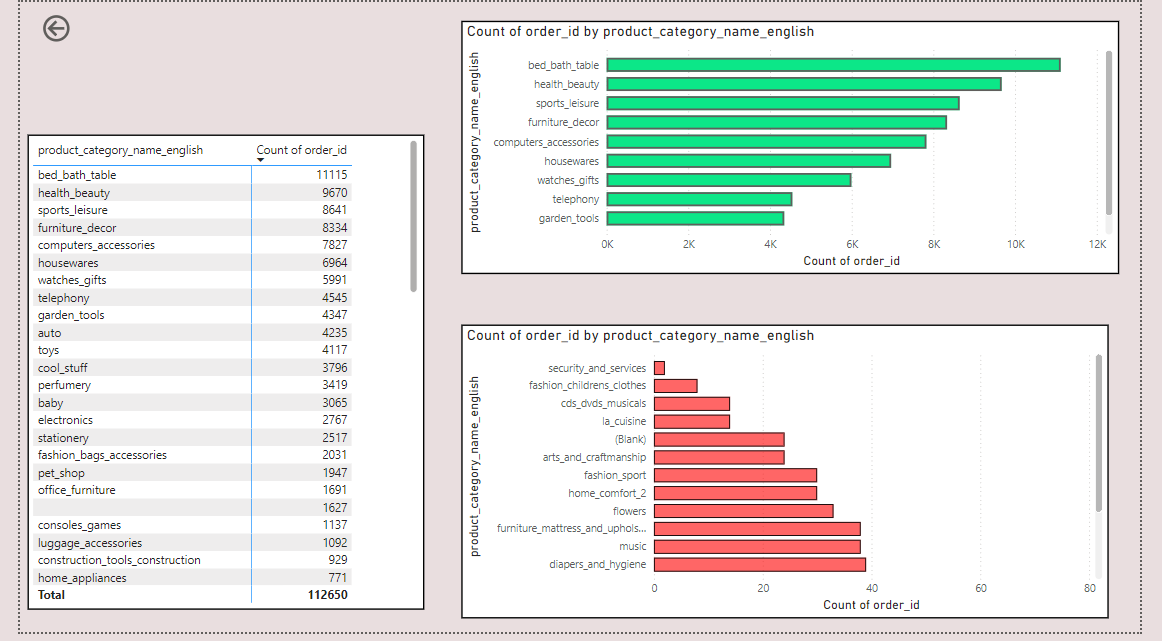 product_category_name_english Count of order_id
bed_bath_table 11115
health_beauty 9670
sports_leisure 8641
furniture_decor 8334
computers_accessories 7827
housewares 6964
watches_gifts 5991
telephony 4545
garden_tools 4347
auto 4235
toys 4117
cool_stuff 3796
perfumery 3419
baby 3065
electronics 2767
stationery 2517
fashion_bags_accessories 2031
pet_shop 1947
office_furniture 1691
1627
consoles_games 1137
luggage_accessories 1092
construction_tools_construction 929
home_appliances 771
Total 112650
Count of order_id by product_category_name_english
product_category_name_english
bed_bath_table
health_beauty
sports_leisure
furniture_decor
computers_accessories
housewares
watches_gifts
telephony
garden_tools
0K 2K 4K 6K 8K 10K 12K
Count of order_id
Count of order_id by product_category_name_english
product_category_name_english
security_and_services
fashion_childrens_clothes
cds_dvds_musicals
la_cuisine
(Blank)
arts_and_craftmanship
fashion_sport
home_comfort_2
flowers
furniture_mattress_and_uphols...
music
diapers_and_hygiene
0 20 40 60 80
Count of order_id